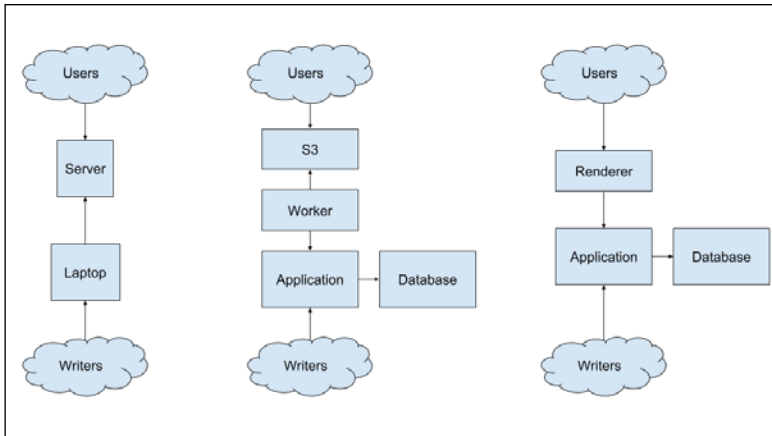 Users
Server
Laptop
Writers
Users
S3
Worker
Application
Database
Writers
Users
Renderer
Application
Database
Writers